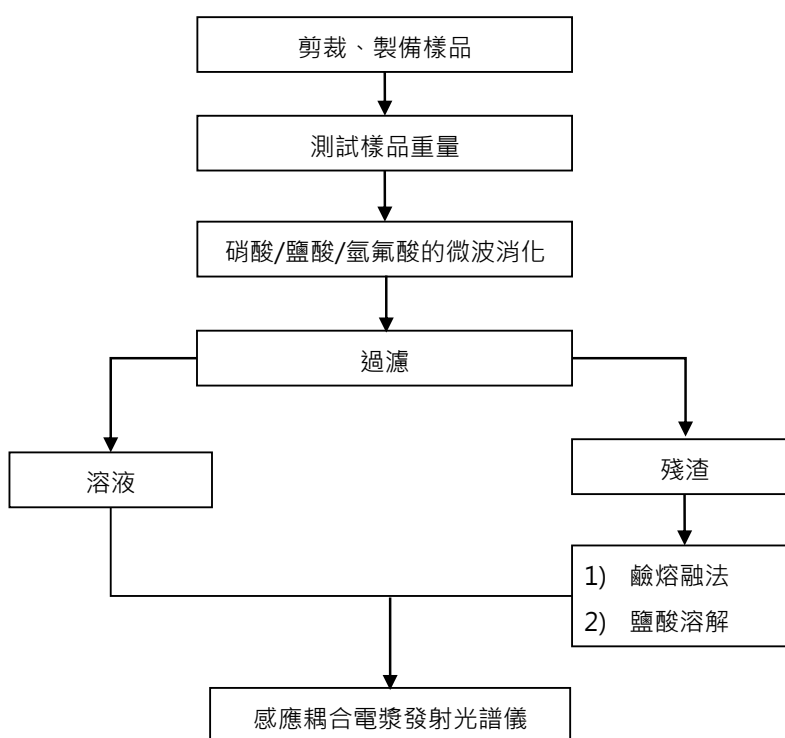 剪裁、製備樣品
測試樣品重量
硝酸/鹽酸/氫氟酸的微波消化
過濾
溶液
殘渣
1) 鹼熔融法
2) 鹽酸溶解
感應耦合電漿發射光譜儀